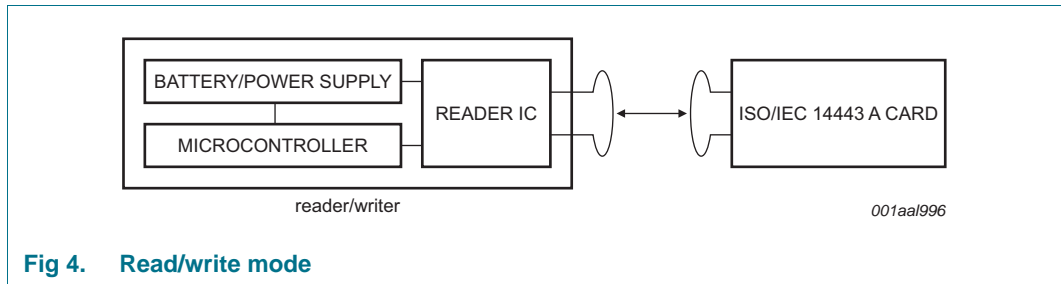 BATTERY/POWER SUPPLY
READER IC
MICROCONTROLLER
ISO/IEC 14443 A CARD
reader/writer
001aal996
Fig 4. Read/write mode